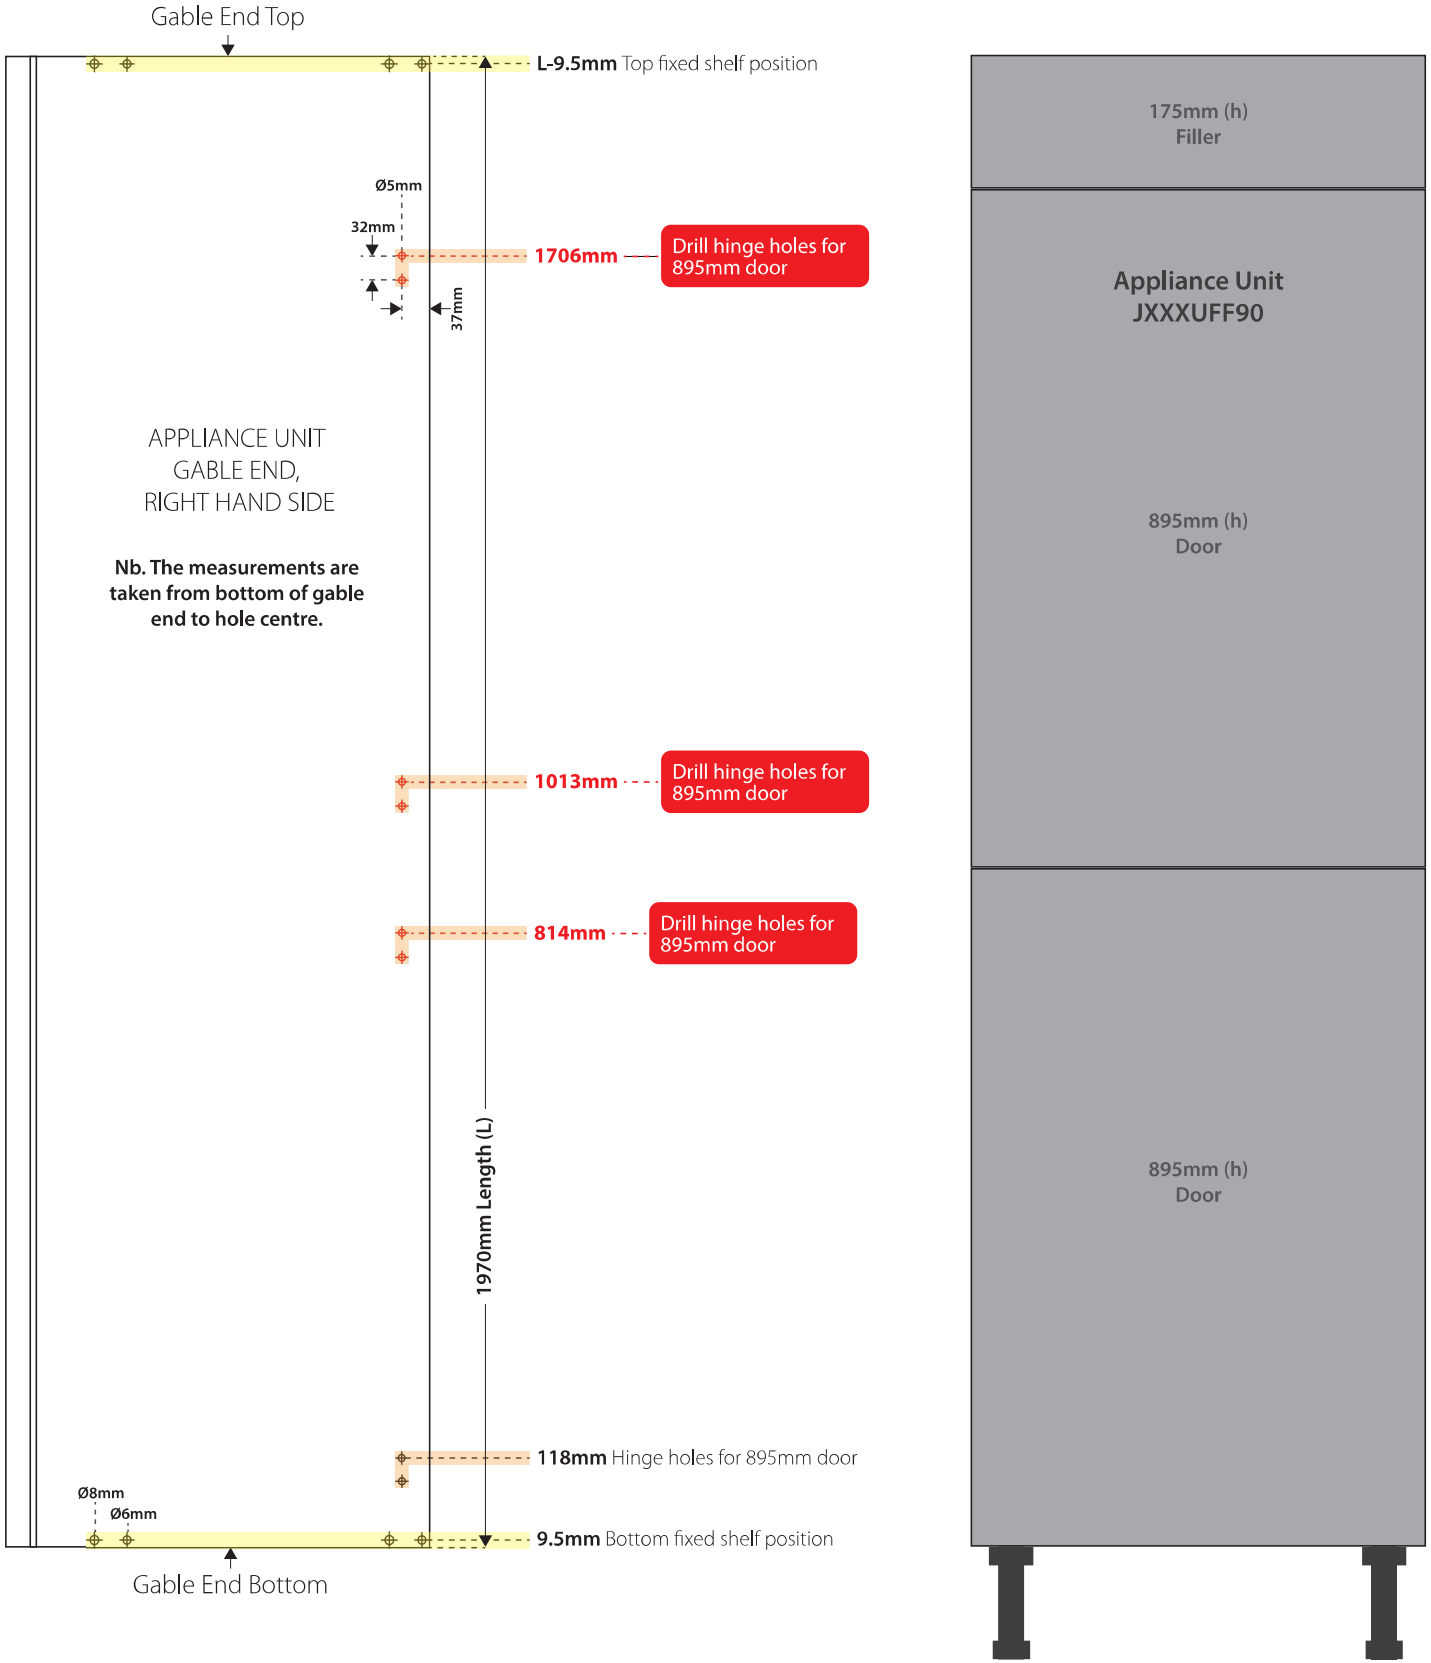 Gable End Top
L-9.5mm Top fixed shelf position
Ø5mm
32mm
1706mm
Drill hinge holes for
895mm door
37mm
APPLIANCE UNIT
GABLE END,
RIGHT HAND SIDE
Nb. The measurements are
taken from bottom of gable
end to hole centre.
1013mm
Drill hinge holes for
895mm door
814mm
Drill hinge holes for
895mm door
1970mm Length (L)
118mm Hinge holes for 895mm door
Ø8mm
Ø6mm
9.5mm Bottom fixed shelf position
Gable End Bottom
175mm (h)
Filler
Appliance Unit
JXXXUFF90
895mm (h)
Door
895mm (h)
Door